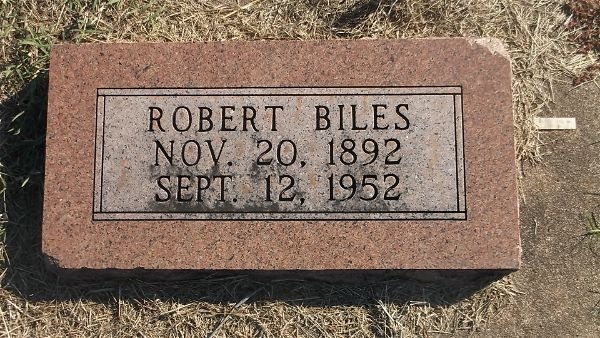 ROBERT BILES
NOV. 20, 1892
SEPT. 12, 1952